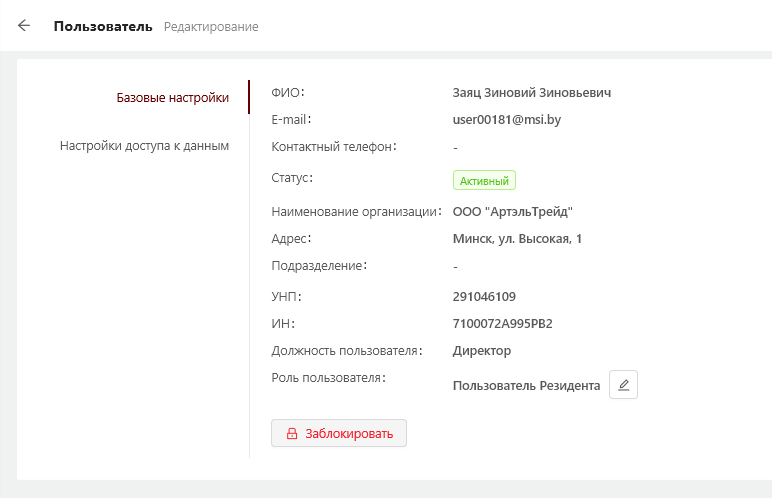 Пользователь Редактирование
Базовые настройки
Настройки доступа к данным
ФИО: Заяц Зиновий Зиновьевич
E-mail: user00181@msi.by
Контактный телефон: -
Статус: Активный
Наименование организации: ООО "АртэльТрейд"
Адрес: Минск, ул. Высокая, 1
Подразделение: -
УНП: 291046109
ИН: 7100072A995PB2
Должность пользователя: Директор
Роль пользователя: Пользователь Резидента
Заблокировать